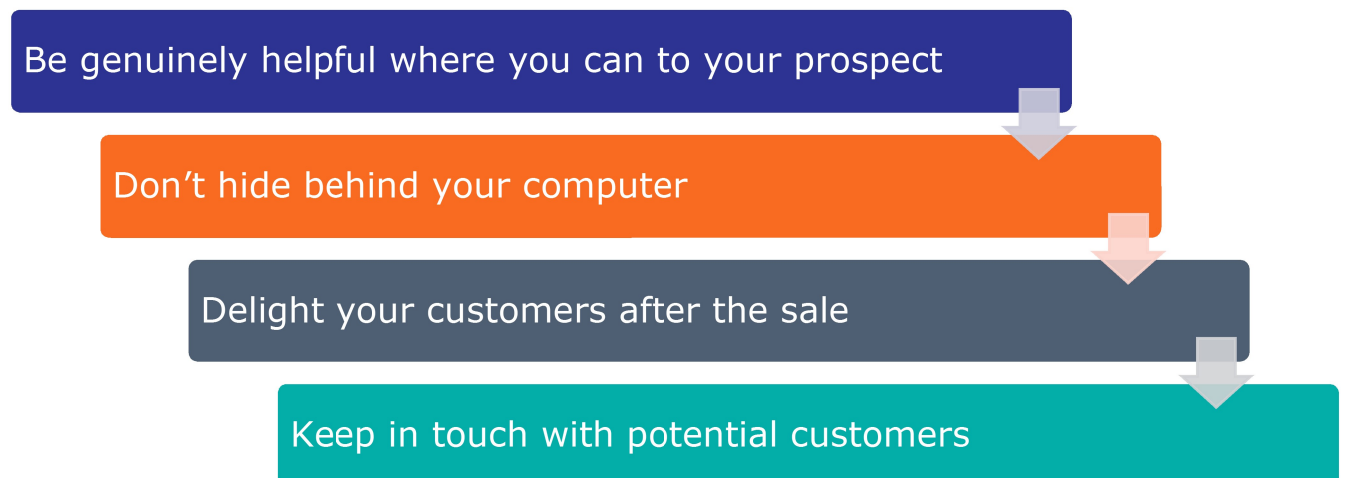 Be genuinely helpful where you can to your prospect
Don’t hide behind your computer
Delight your customers after the sale
Keep in touch with potential customers